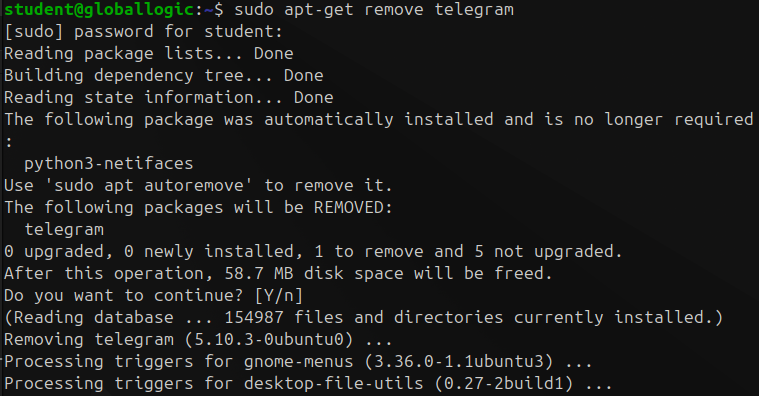 student@globallogic:~$ sudo apt-get remove telegram
[sudo] password for student:
Reading package lists... Done
Building dependency tree... Done
Reading state information... Done
The following package was automatically installed and is no longer required
:
  python3-netifaces
Use 'sudo apt autoremove' to remove it.
The following packages will be REMOVED:
  telegram
0 upgraded, 0 newly installed, 1 to remove and 5 not upgraded.
After this operation, 58.7 MB disk space will be freed.
Do you want to continue? [Y/n]
(Reading database ... 154987 files and directories currently installed.)
Removing telegram (5.10.3-0ubuntu0) ...
Processing triggers for gnome-menus (3.36.0-1.1ubuntu3) ...
Processing triggers for desktop-file-utils (0.27-2build1) ...